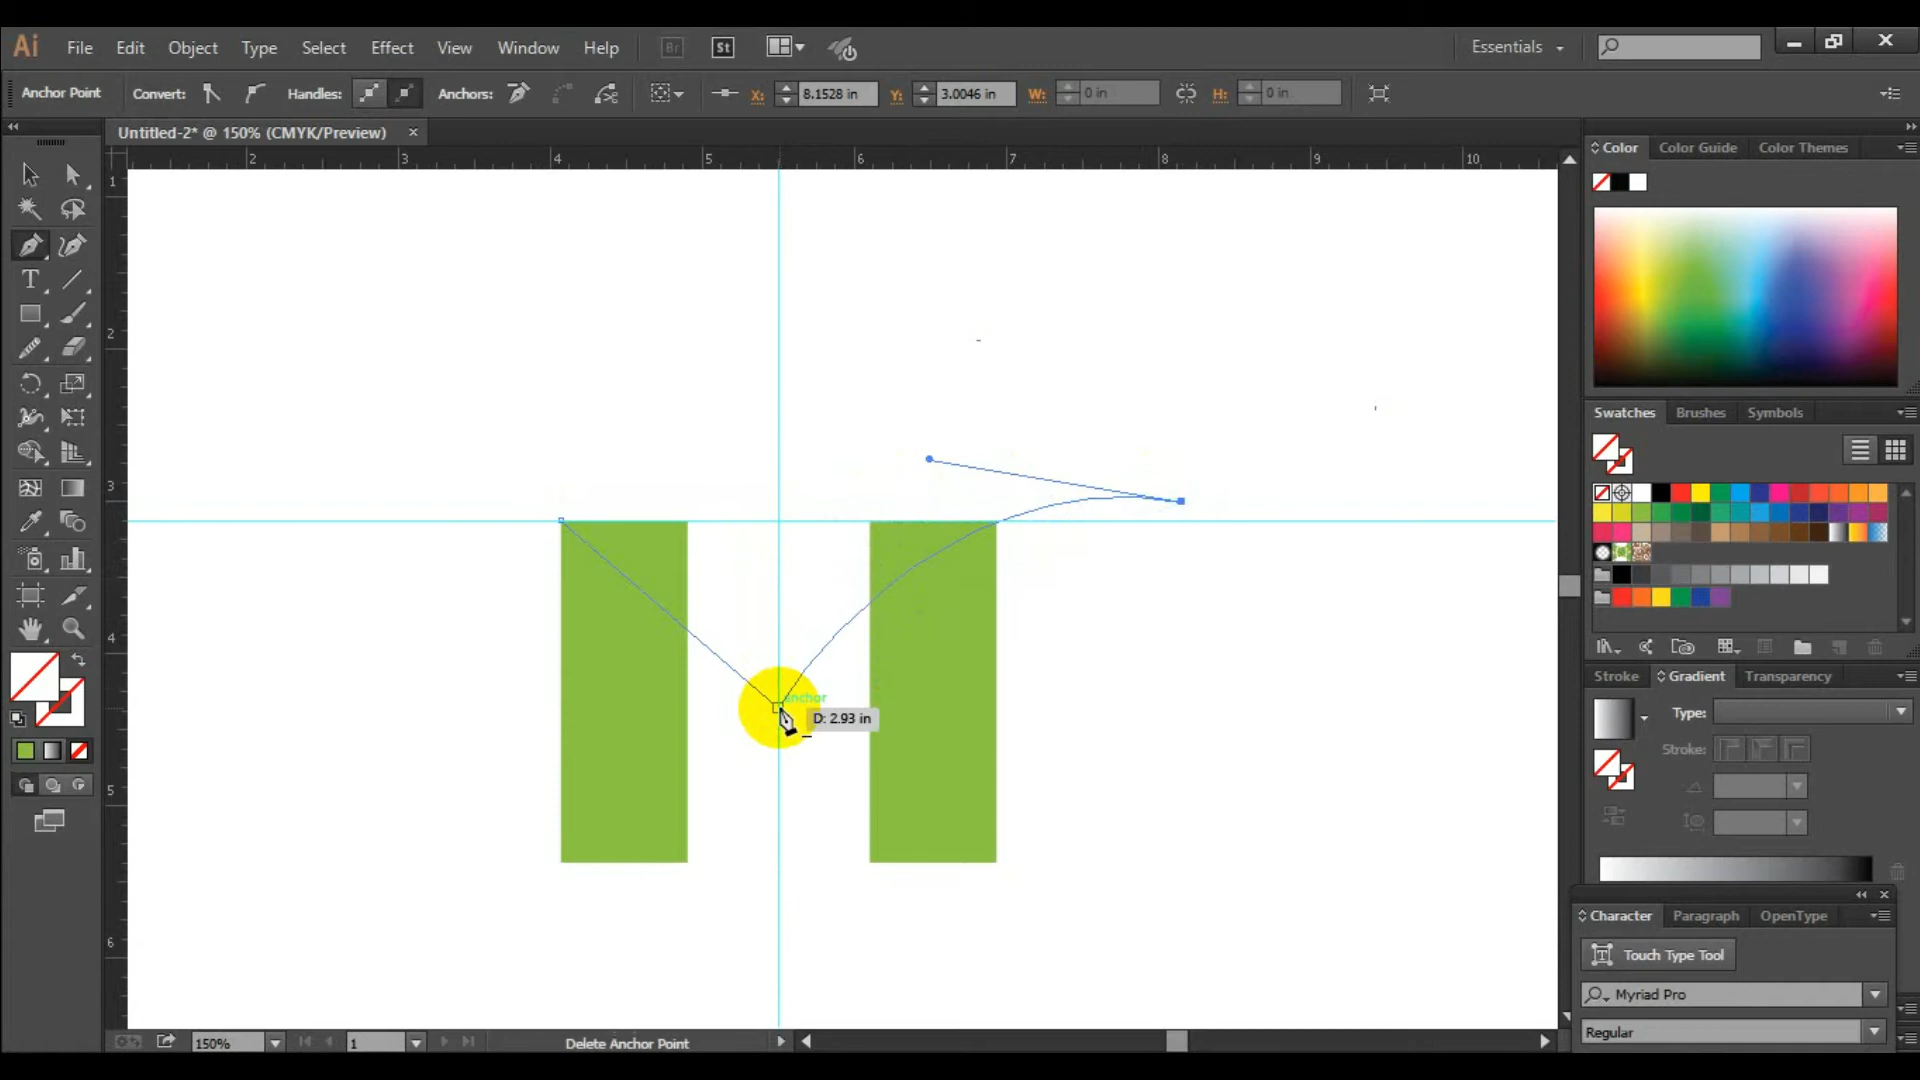 Ai File Edit Object Type Select Effect View Window Help Br St Essentials
Anchor Point Convert: Handles: Anchors: X: 8.1528 in Y: 3.0046 in W: 0 in H: 0 in
Untitled-2* @ 150% (CMYK/Preview)
2 3 4 5 6 7 8 9 10
1
2
3
4
5
6
anchor
D: 2.93 in
Color Color Guide Color Themes
Swatches Brushes Symbols
Stroke Gradient Transparency
Type:
Stroke:
Character Paragraph OpenType
Touch Type Tool
Myriad Pro
Regular
150% 1 Delete Anchor Point